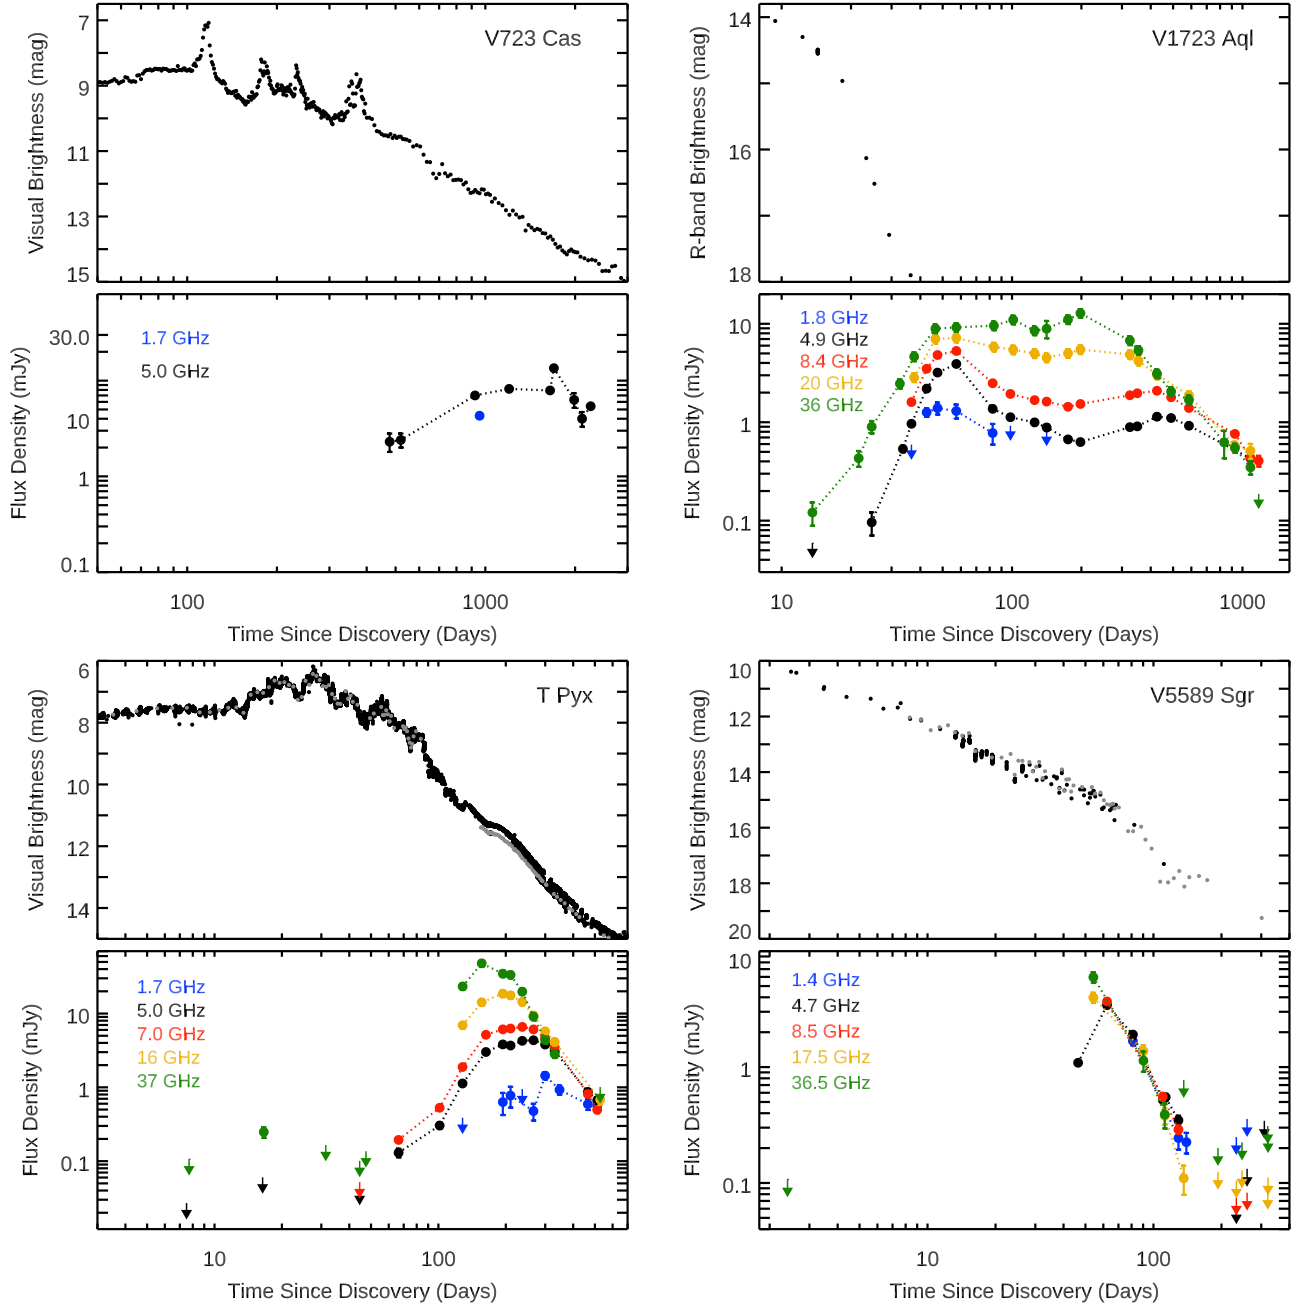 V723 Cas
Visual Brightness (mag)
7
9
11
13
15
1.7 GHz
5.0 GHz
Flux Density (mJy)
30.0
10
1
0.1
100
1000
Time Since Discovery (Days)
V1723 Aql
R-band Brightness (mag)
14
16
18
1.8 GHz
4.9 GHz
8.4 GHz
20 GHz
36 GHz
Flux Density (mJy)
10
1
0.1
10
100
1000
Time Since Discovery (Days)
T Pyx
Visual Brightness (mag)
6
8
10
12
14
1.7 GHz
5.0 GHz
7.0 GHz
16 GHz
37 GHz
Flux Density (mJy)
10
1
0.1
10
100
Time Since Discovery (Days)
V5589 Sgr
Visual Brightness (mag)
10
12
14
16
18
20
1.4 GHz
4.7 GHz
8.5 GHz
17.5 GHz
36.5 GHz
Flux Density (mJy)
10
1
0.1
10
100
Time Since Discovery (Days)